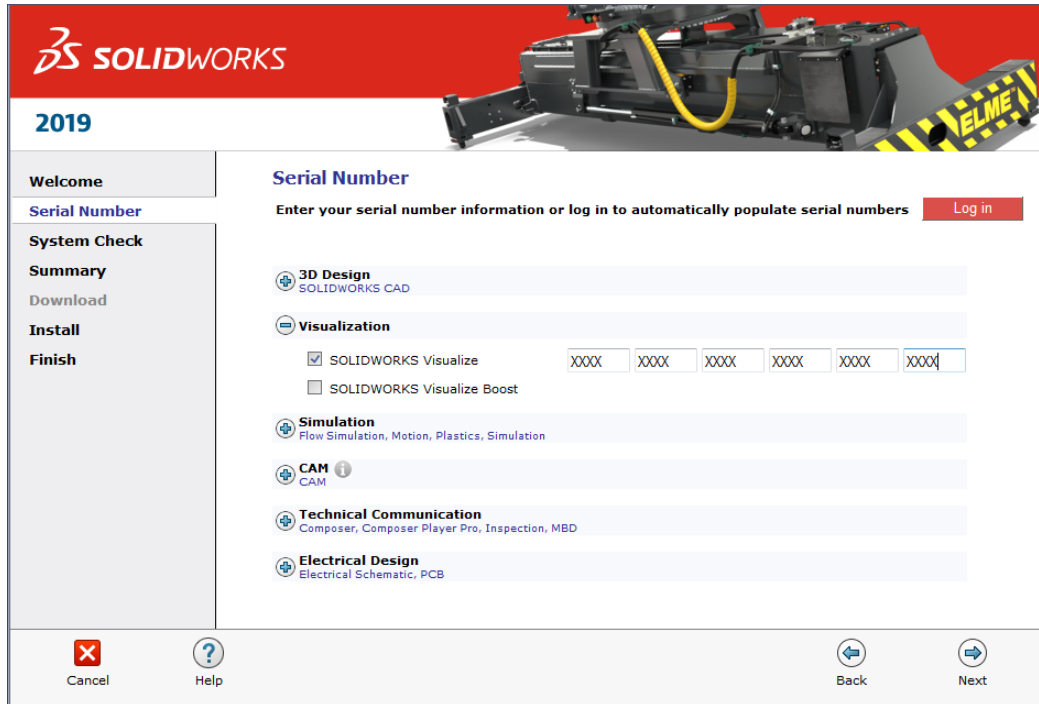 SOLIDWORKS
ELME™
2019
Welcome
Serial Number
System Check
Summary
Download
Install
Finish
Serial Number
Enter your serial number information or log in to automatically populate serial numbers
Log in
3D Design
SOLIDWORKS CAD
Visualization
SOLIDWORKS Visualize XXXX XXXX XXXX XXXX XXXX XXXX
SOLIDWORKS Visualize Boost
Simulation
Flow Simulation, Motion, Plastics, Simulation
CAM
CAM
Technical Communication
Composer, Composer Player Pro, Inspection, MBD
Electrical Design
Electrical Schematic, PCB
Cancel
Help
Back
Next